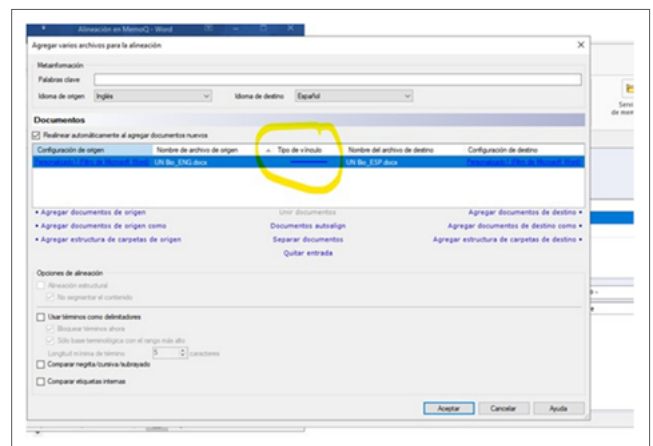 Alineación en MemoQ - Word
Agregar varios archivos para la alineación
Metainformación
Palabras clave
Idioma de origen Inglés Idioma de destino Español
Documentos
Realinear automáticamente al agregar documentos nuevos
Configuración de origen Nombre de archivo de origen Tipo de vínculo Nombre del archivo de destino Configuración de destino
UN Bio_ENG.docx UN Bio_ESP.docx
• Agregar documentos de origen Unir documentos Agregar documentos de destino •
• Agregar documentos de origen como Documentos autoalign Agregar documentos de destino como •
• Agregar estructura de carpetas de origen Separar documentos Agregar estructura de carpetas de destino •
Quitar entrada
Opciones de alineación
Alineación estructural
No segmentar el contenido
Usar términos como delimitadores
Bloquear términos ahora
Sólo base terminológica con el rango más alto
Longitud mínima de término 5 caracteres
Comparar negrita/cursiva/subrayado
Comparar etiquetas internas
Aceptar Cancelar Ayuda